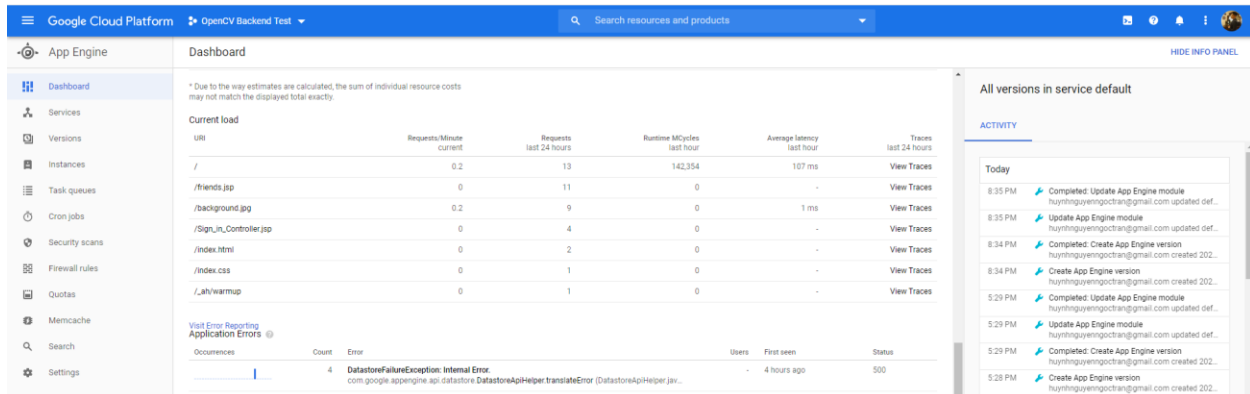 Google Cloud Platform
OpenCV Backend Test
Search resources and products
App Engine
Dashboard
HIDE INFO PANEL
Dashboard
Services
Versions
Instances
Task queues
Cron jobs
Security scans
Firewall rules
Quotas
Memcache
Search
Settings
* Due to the way estimates are calculated, the sum of individual resource costs
may not match the displayed total exactly.
Current load
URI Requests/Minute current Requests last 24 hours Runtime MCycles last hour Average latency last hour Traces last 24 hours
/ 0.2 13 142,354 107 ms View Traces
/friends.jsp 0 11 0 - View Traces
/background.jpg 0.2 9 0 1 ms View Traces
/Sign_in_Controller.jsp 0 4 0 - View Traces
/index.html 0 2 0 - View Traces
/index.css 0 1 0 - View Traces
/_ah/warmup 0 1 0 - View Traces
Visit Error Reporting
Application Errors
Occurrences Count Error Users First seen Status
4 DatastoreFailureException: Internal Error. - 4 hours ago 500
com.google.appengine.api.datastore.DatastoreApiHelper.translateError (DatastoreApiHelper.jav...
All versions in service default
ACTIVITY
Today
8:35 PM Completed: Update App Engine module
huynhnguyenngoctran@gmail.com updated def...
8:35 PM Update App Engine module
huynhnguyenngoctran@gmail.com updated def...
8:34 PM Completed: Create App Engine version
huynhnguyenngoctran@gmail.com created 202...
8:34 PM Create App Engine version
huynhnguyenngoctran@gmail.com created 202...
5:29 PM Completed: Update App Engine module
huynhnguyenngoctran@gmail.com updated def...
5:29 PM Update App Engine module
huynhnguyenngoctran@gmail.com updated def...
5:29 PM Completed: Create App Engine version
huynhnguyenngoctran@gmail.com created 202...
5:28 PM Create App Engine version
huynhnguyenngoctran@gmail.com created 202...